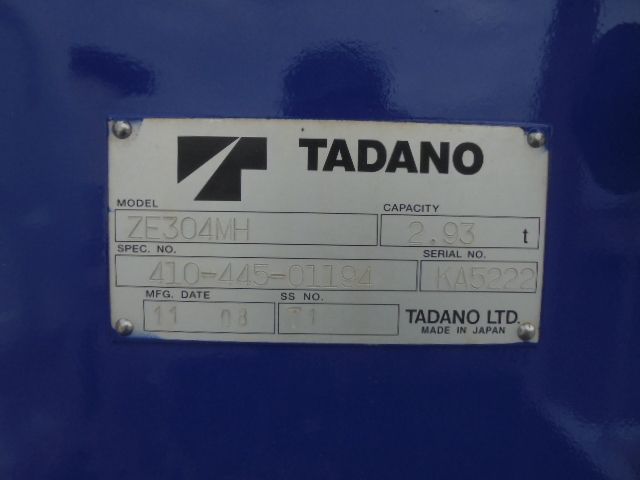 TADANO
MODEL
ZE304MH
CAPACITY
2.93 t
SPEC. NO.
410-445-01194
SERIAL NO.
KA5222
MFG. DATE
11 08
SS NO.
T1
TADANO LTD.
MADE IN JAPAN